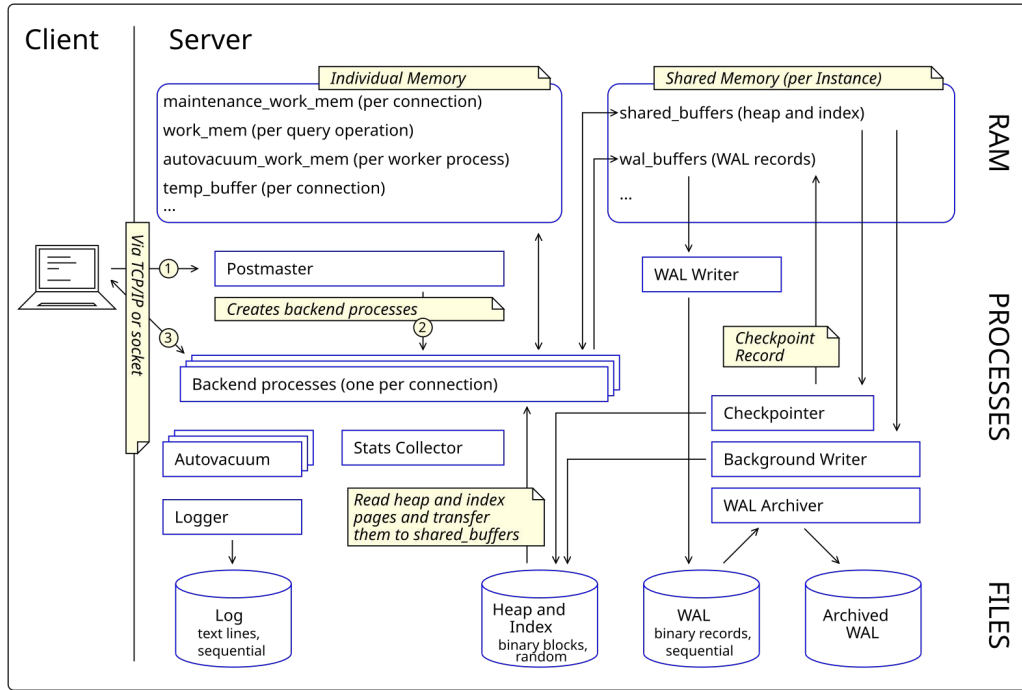 Client
Server
Individual Memory
maintenance_work_mem (per connection)
work_mem (per query operation)
autovacuum_work_mem (per worker process)
temp_buffer (per connection)
...
Shared Memory (per Instance)
shared_buffers (heap and index)
wal_buffers (WAL records)
...
RAM
Via TCP/IP or socket
1
Postmaster
Creates backend processes
2
3
WAL Writer
Checkpoint
Record
PROCESSES
Backend processes (one per connection)
Checkpointer
Autovacuum
Stats Collector
Background Writer
Logger
Read heap and index
pages and transfer
them to shared_buffers
WAL Archiver
Log
text lines,
sequential
Heap and
Index
binary blocks,
random
WAL
binary records,
sequential
Archived
WAL
FILES